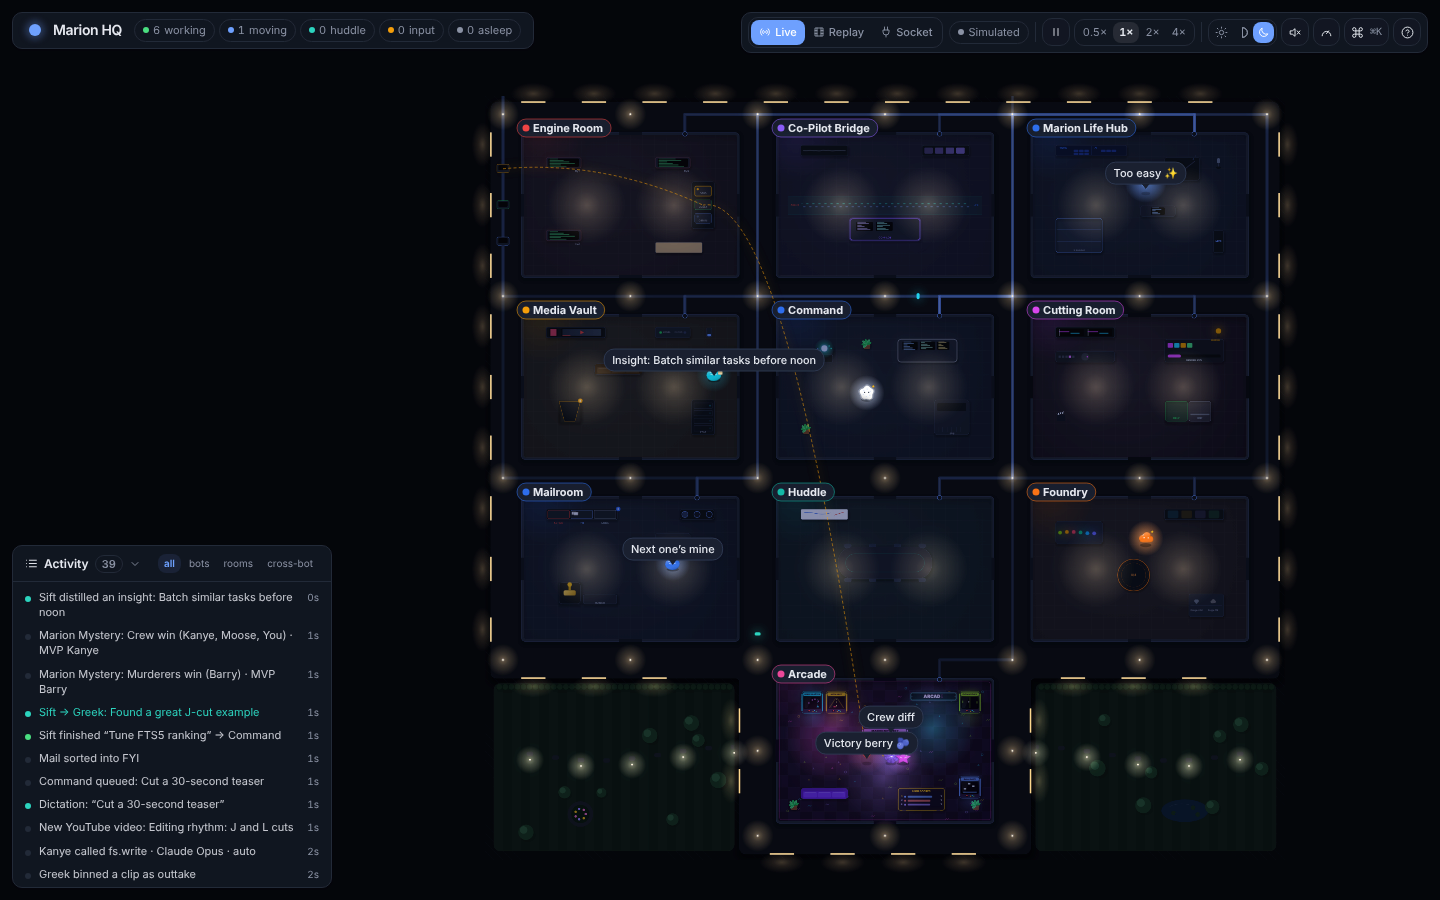 Marion HQ
6 working
1 moving
0 huddle
0 input
0 asleep
Live
Replay
Socket
Simulated
0.5×
1×
2×
4×
⌘K
Engine Room
Co-Pilot Bridge
Marion Life Hub
Too easy ✨
Media Vault
Command
Cutting Room
Insight: Batch similar tasks before noon
Mailroom
Huddle
Foundry
Next one's mine
Arcade
ARCAD
Crew diff
Victory berry 🫐
Activity
39
all
bots
rooms
cross-bot
Sift distilled an insight: Batch similar tasks before
noon
0s
Marion Mystery: Crew win (Kanye, Moose, You) ·
MVP Kanye
1s
Marion Mystery: Murderers win (Barry) · MVP
Barry
1s
Sift → Greek: Found a great J-cut example
1s
Sift finished “Tune FTS5 ranking” → Command
1s
Mail sorted into FYI
1s
Command queued: Cut a 30-second teaser
1s
Dictation: “Cut a 30-second teaser”
1s
New YouTube video: Editing rhythm: J and L cuts
1s
Kanye called fs.write · Claude Opus · auto
2s
Greek binned a clip as outtake
2s